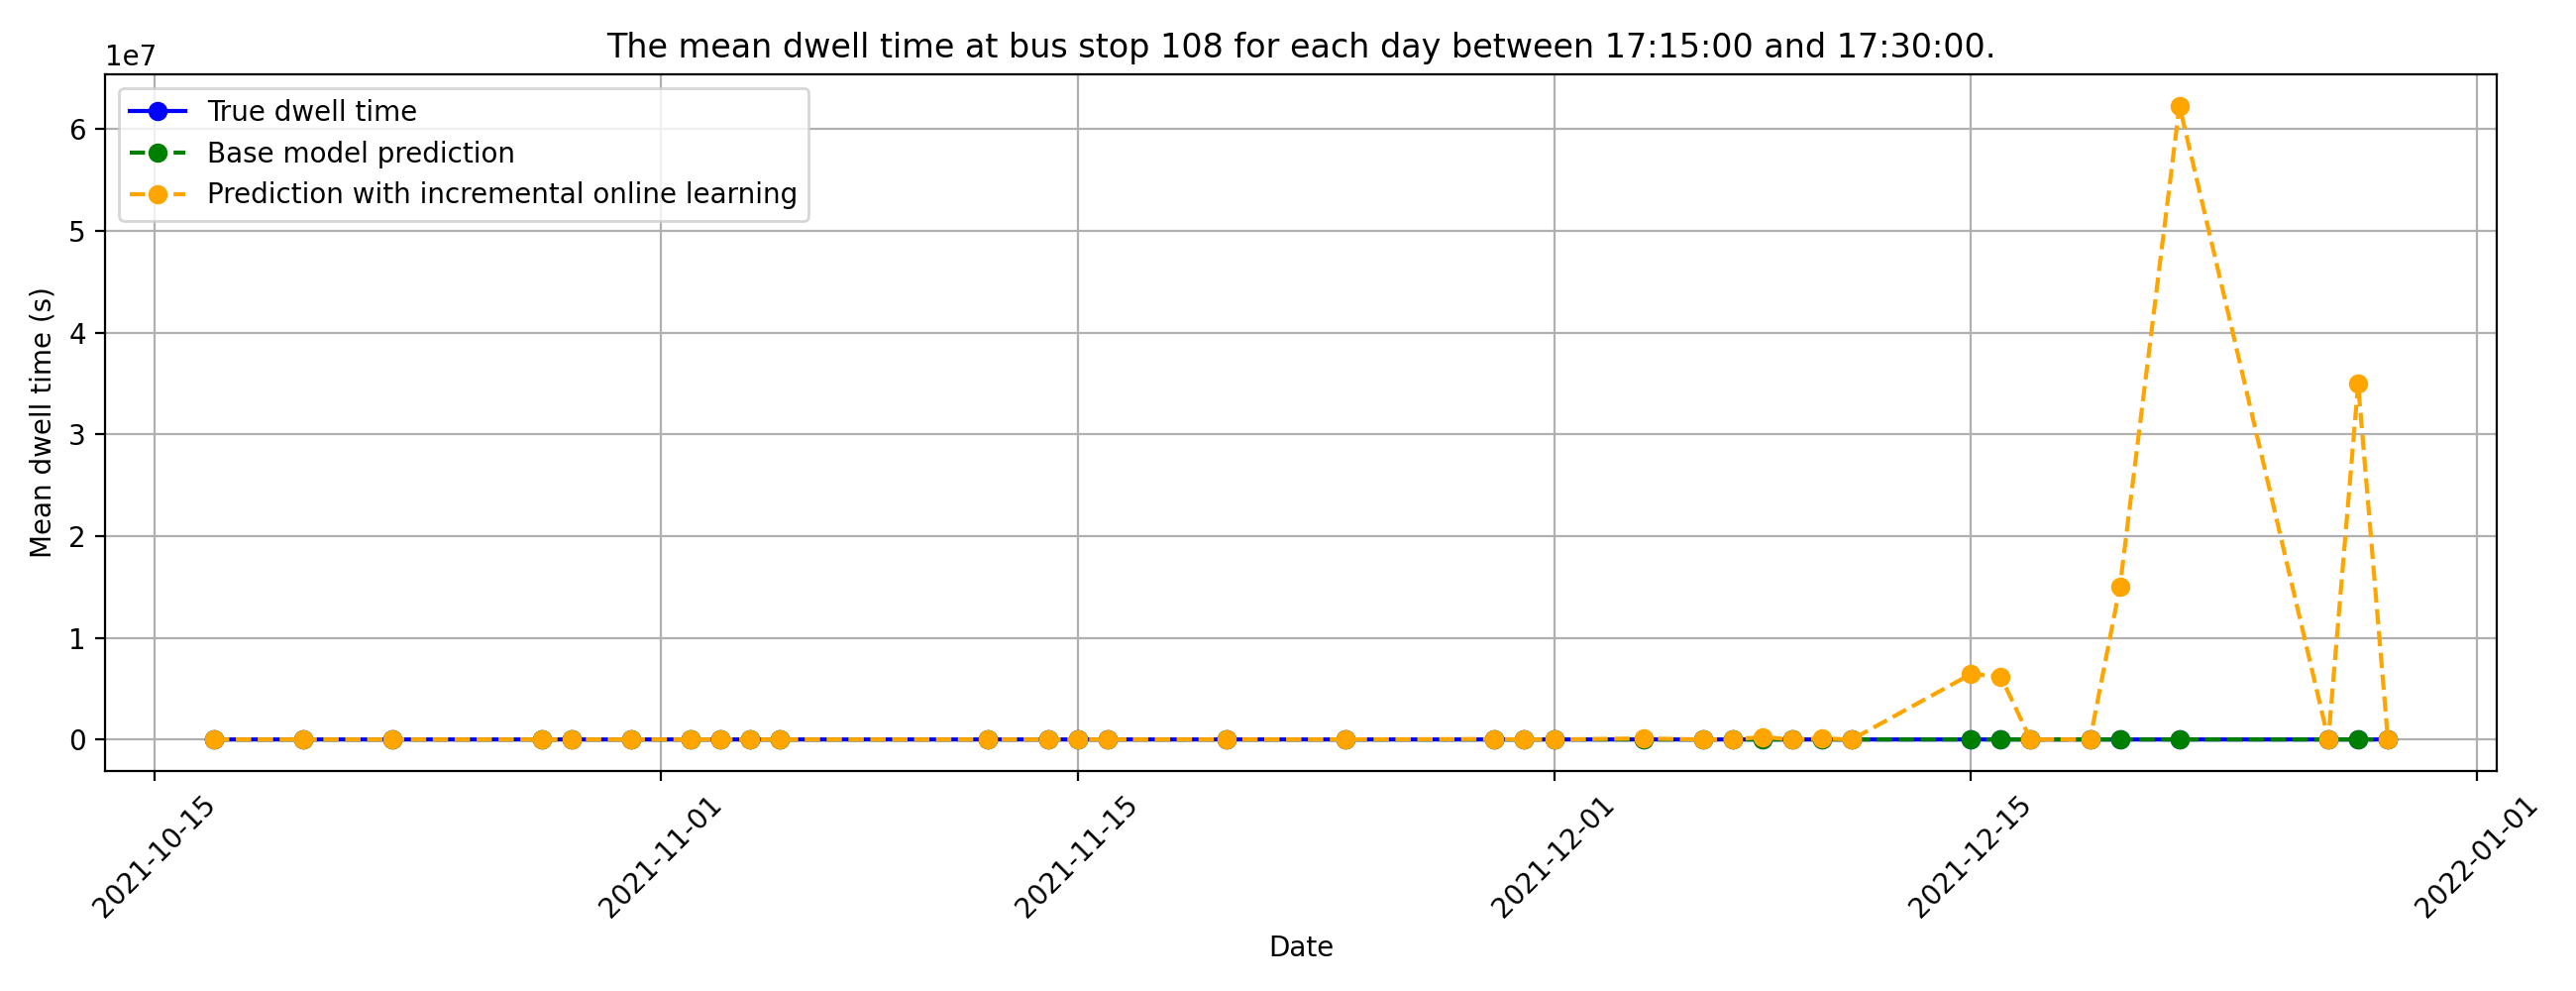 The mean dwell time at bus stop 108 for each day between 17:15:00 and 17:30:00.
1e7
True dwell time
Base model prediction
Prediction with incremental online learning
Mean dwell time (s)
6
5
4
3
2
1
0
2021-10-15
2021-11-01
2021-11-15
2021-12-01
2021-12-15
2022-01-01
Date